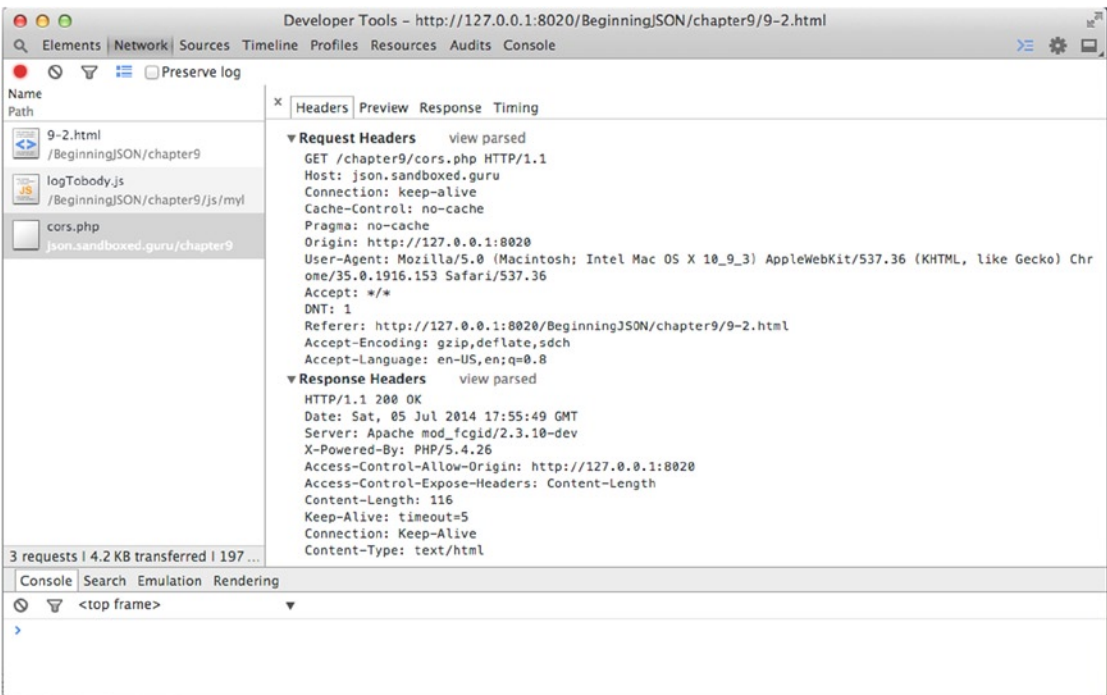 Developer Tools – http://127.0.0.1:8020/BeginningJSON/chapter9/9-2.html
Elements Network Sources Timeline Profiles Resources Audits Console
Preserve log
Name
Path
9-2.html
/BeginningJSON/chapter9
logTobody.js
/BeginningJSON/chapter9/js/myl
cors.php
json.sandboxed.guru/chapter9
3 requests | 4.2 KB transferred | 197 ...
× Headers Preview Response Timing
▼Request Headers view parsed
GET /chapter9/cors.php HTTP/1.1
Host: json.sandboxed.guru
Connection: keep-alive
Cache-Control: no-cache
Pragma: no-cache
Origin: http://127.0.0.1:8020
User-Agent: Mozilla/5.0 (Macintosh; Intel Mac OS X 10_9_3) AppleWebKit/537.36 (KHTML, like Gecko) Chr
ome/35.0.1916.153 Safari/537.36
Accept: */*
DNT: 1
Referer: http://127.0.0.1:8020/BeginningJSON/chapter9/9-2.html
Accept-Encoding: gzip,deflate,sdch
Accept-Language: en-US,en;q=0.8
▼Response Headers view parsed
HTTP/1.1 200 OK
Date: Sat, 05 Jul 2014 17:55:49 GMT
Server: Apache mod_fcgid/2.3.10-dev
X-Powered-By: PHP/5.4.26
Access-Control-Allow-Origin: http://127.0.0.1:8020
Access-Control-Expose-Headers: Content-Length
Content-Length: 116
Keep-Alive: timeout=5
Connection: Keep-Alive
Content-Type: text/html
Console Search Emulation Rendering
<top frame> ▼
>